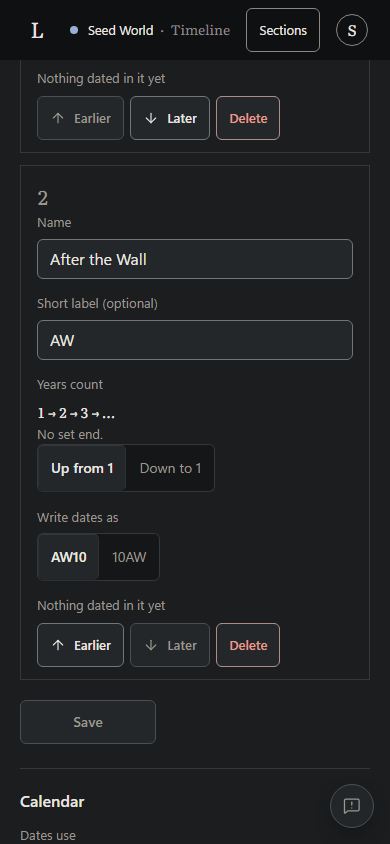 L Seed World · Timeline Sections S
Nothing dated in it yet
↑ Earlier ↓ Later Delete
2
Name
After the Wall
Short label (optional)
AW
Years count
1 → 2 → 3 → …
No set end.
Up from 1 Down to 1
Write dates as
AW10 10AW
Nothing dated in it yet
↑ Earlier ↓ Later Delete
Save
Calendar
Dates use